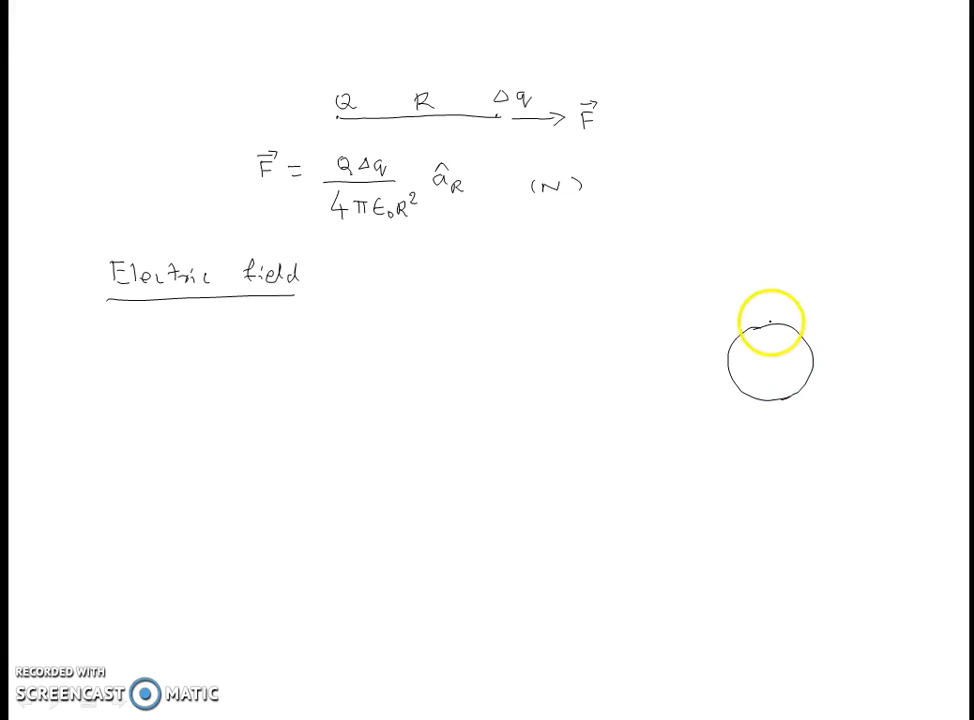 Q R Δq F⃗
F⃗ = QΔq / 4πϵ₀R² â_R (N)
Electric field
RECORDED WITH
SCREENCAST MATIC